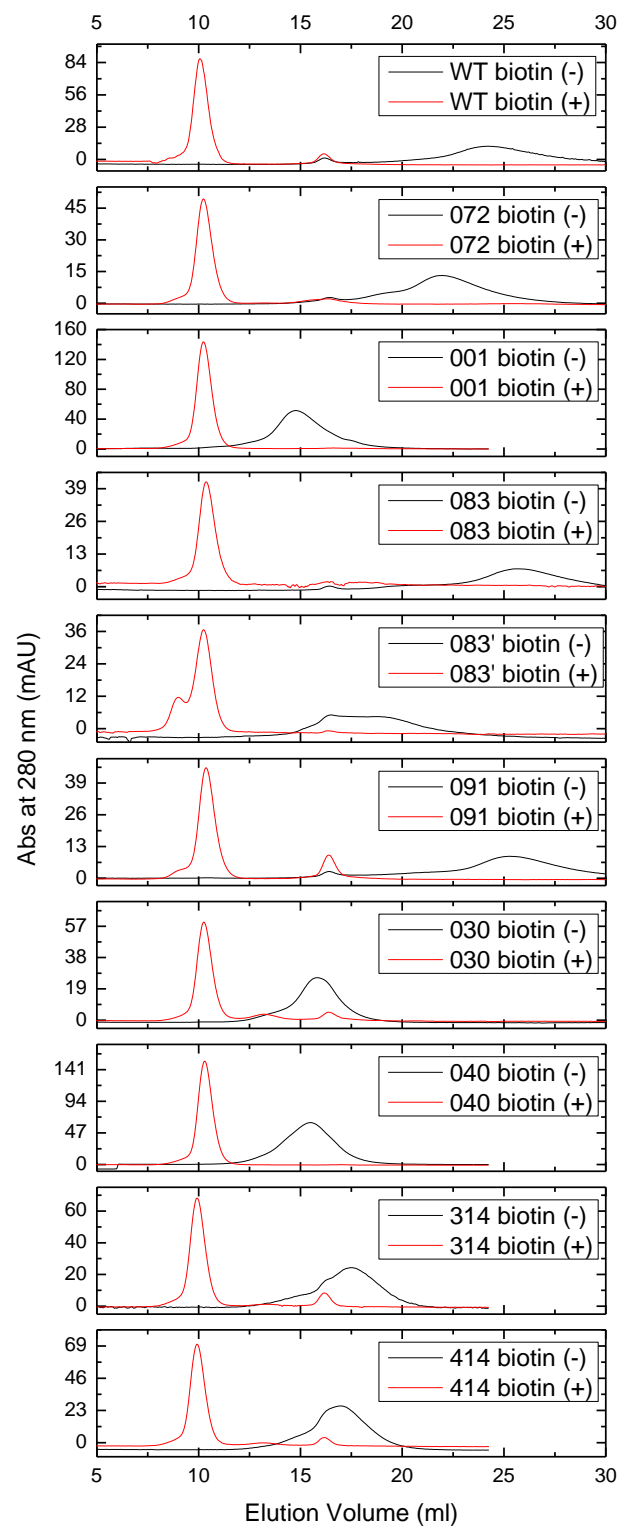 5 10 15 20 25 30
84
56
28
0
WT biotin (-)
WT biotin (+)
45
30
15
0
072 biotin (-)
072 biotin (+)
160
120
80
40
0
001 biotin (-)
001 biotin (+)
39
26
13
0
083 biotin (-)
083 biotin (+)
36
24
12
0
083' biotin (-)
083' biotin (+)
39
26
13
0
091 biotin (-)
091 biotin (+)
57
38
19
0
030 biotin (-)
030 biotin (+)
141
94
47
0
040 biotin (-)
040 biotin (+)
60
40
20
0
314 biotin (-)
314 biotin (+)
69
46
23
0
414 biotin (-)
414 biotin (+)
Abs at 280 nm (mAU)
5 10 15 20 25 30
Elution Volume (ml)